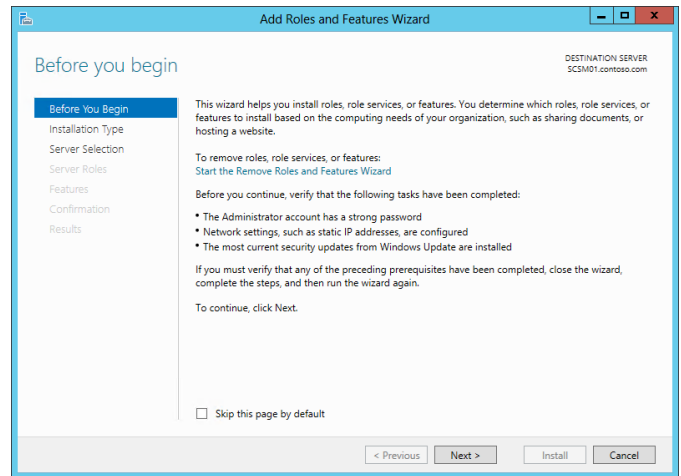 Add Roles and Features Wizard
Before you begin
DESTINATION SERVER
SCSM01.contoso.com
Before You Begin
Installation Type
Server Selection
Server Roles
Features
Confirmation
Results
This wizard helps you install roles, role services, or features. You determine which roles, role services, or
features to install based on the computing needs of your organization, such as sharing documents, or
hosting a website.
To remove roles, role services, or features:
Start the Remove Roles and Features Wizard
Before you continue, verify that the following tasks have been completed:
• The Administrator account has a strong password
• Network settings, such as static IP addresses, are configured
• The most current security updates from Windows Update are installed
If you must verify that any of the preceding prerequisites have been completed, close the wizard,
complete the steps, and then run the wizard again.
To continue, click Next.
Skip this page by default
< Previous
Next >
Install
Cancel